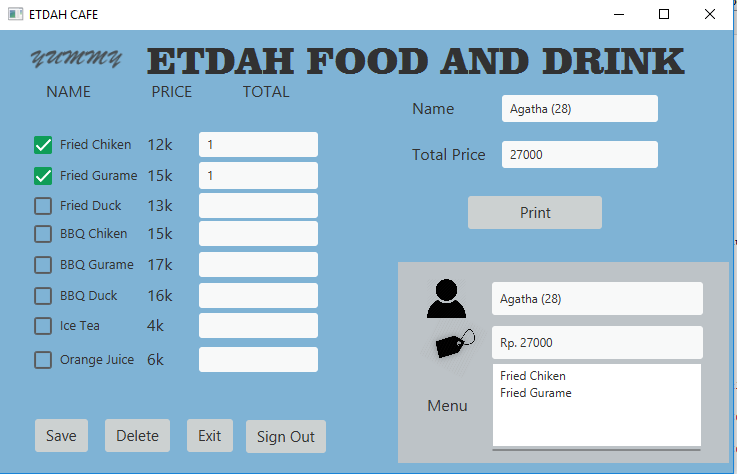 ETDAH CAFE
YUMMY ETDAH FOOD AND DRINK
NAME PRICE TOTAL
Name Agatha (28)
Total Price 27000
Print
Fried Chiken 12k 1
Fried Gurame 15k 1
Fried Duck 13k
BBQ Chiken 15k
BBQ Gurame 17k
BBQ Duck 16k
Ice Tea 4k
Orange Juice 6k
Save Delete Exit Sign Out
Agatha (28)
Rp. 27000
Menu
Fried Chiken
Fried Gurame